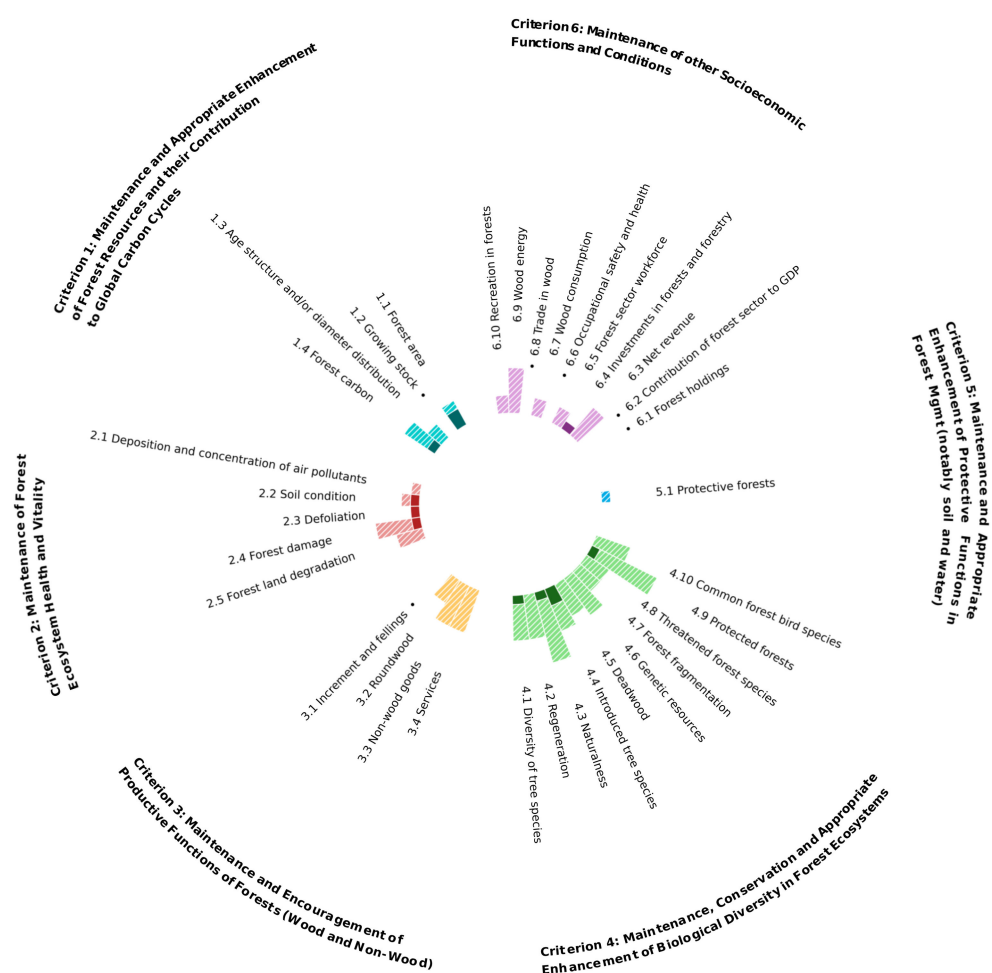 Criterion 6: Maintenance of other Socioeconomic
Functions and Conditions
Criterion 1: Maintenance and Appropriate Enhancement
of Forest Resources and their Contribution
to Global Carbon Cycles
1.1 Forest area
1.2 Growing stock
1.3 Age structure and/or diameter distribution
1.4 Forest carbon
6.10 Recreation in forests
6.9 Wood energy
6.8 Trade in wood
6.7 Wood consumption
6.6 Occupational safety and health
6.5 Forest sector workforce
6.4 Investments in forests and forestry
6.3 Net revenue
6.2 Contribution of forest sector to GDP
6.1 Forest holdings
Criterion 5: Maintenance and Appropriate
Enhancement of Protective Functions in
Forest Mgmt (notably soil and water)
5.1 Protective forests
2.1 Deposition and concentration of air pollutants
2.2 Soil condition
2.3 Defoliation
2.4 Forest damage
2.5 Forest land degradation
Criterion 2: Maintenance of Forest
Ecosystem Health and Vitality
3.1 Increment and fellings
3.2 Roundwood
3.3 Non-wood goods
3.4 Services
Criterion 3: Maintenance and Encouragement of
Productive Functions of Forests (Wood and Non-Wood)
4.10 Common forest bird species
4.9 Protected forests
4.8 Threatened forest species
4.7 Forest fragmentation
4.6 Genetic resources
4.5 Deadwood
4.4 Introduced tree species
4.3 Naturalness
4.2 Regeneration
4.1 Diversity of tree species
Criterion 4: Maintenance, Conservation and Appropriate
Enhancement of Biological Diversity in Forest Ecosystems